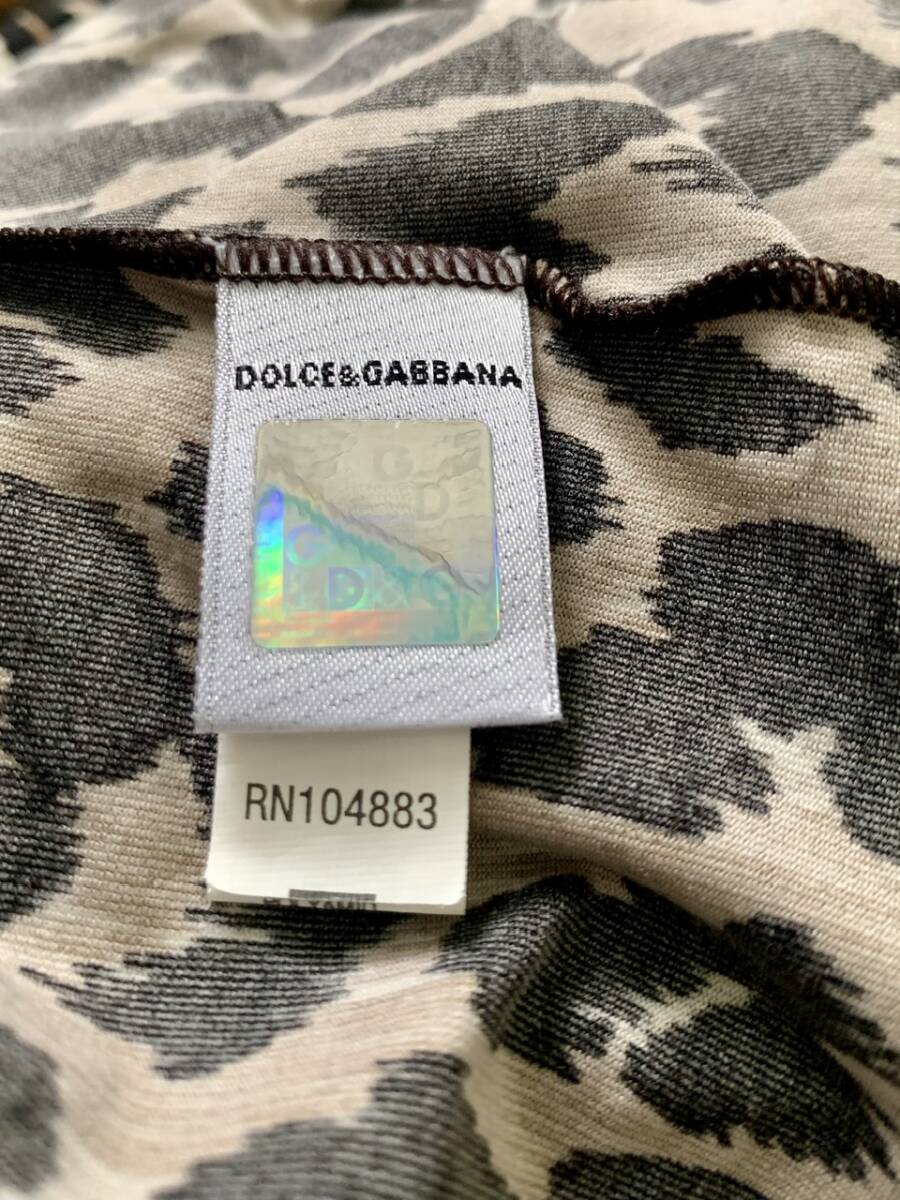 DOLCE&GABBANA
G
D
G
D &
RN104883